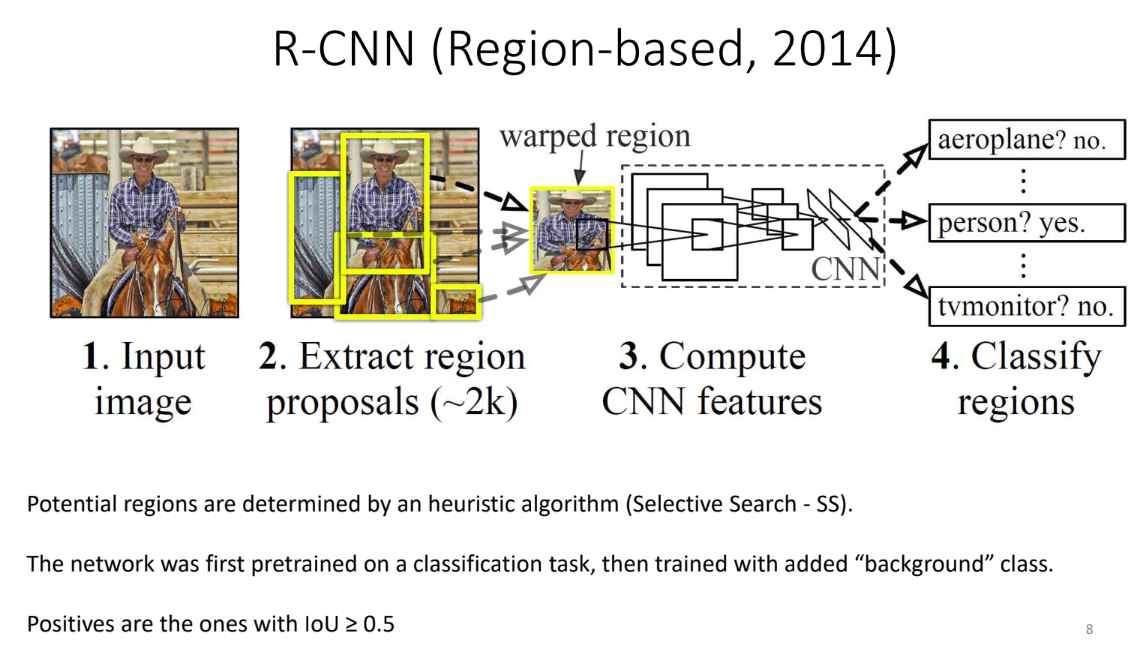 R-CNN (Region-based, 2014)
warped region
aeroplane? no.
⋮
person? yes.
⋮
tvmonitor? no.
CNN
1. Input
image
2. Extract region
proposals (~2k)
3. Compute
CNN features
4. Classify
regions
Potential regions are determined by an heuristic algorithm (Selective Search - SS).
The network was first pretrained on a classification task, then trained with added “background” class.
Positives are the ones with IoU ≥ 0.5
8